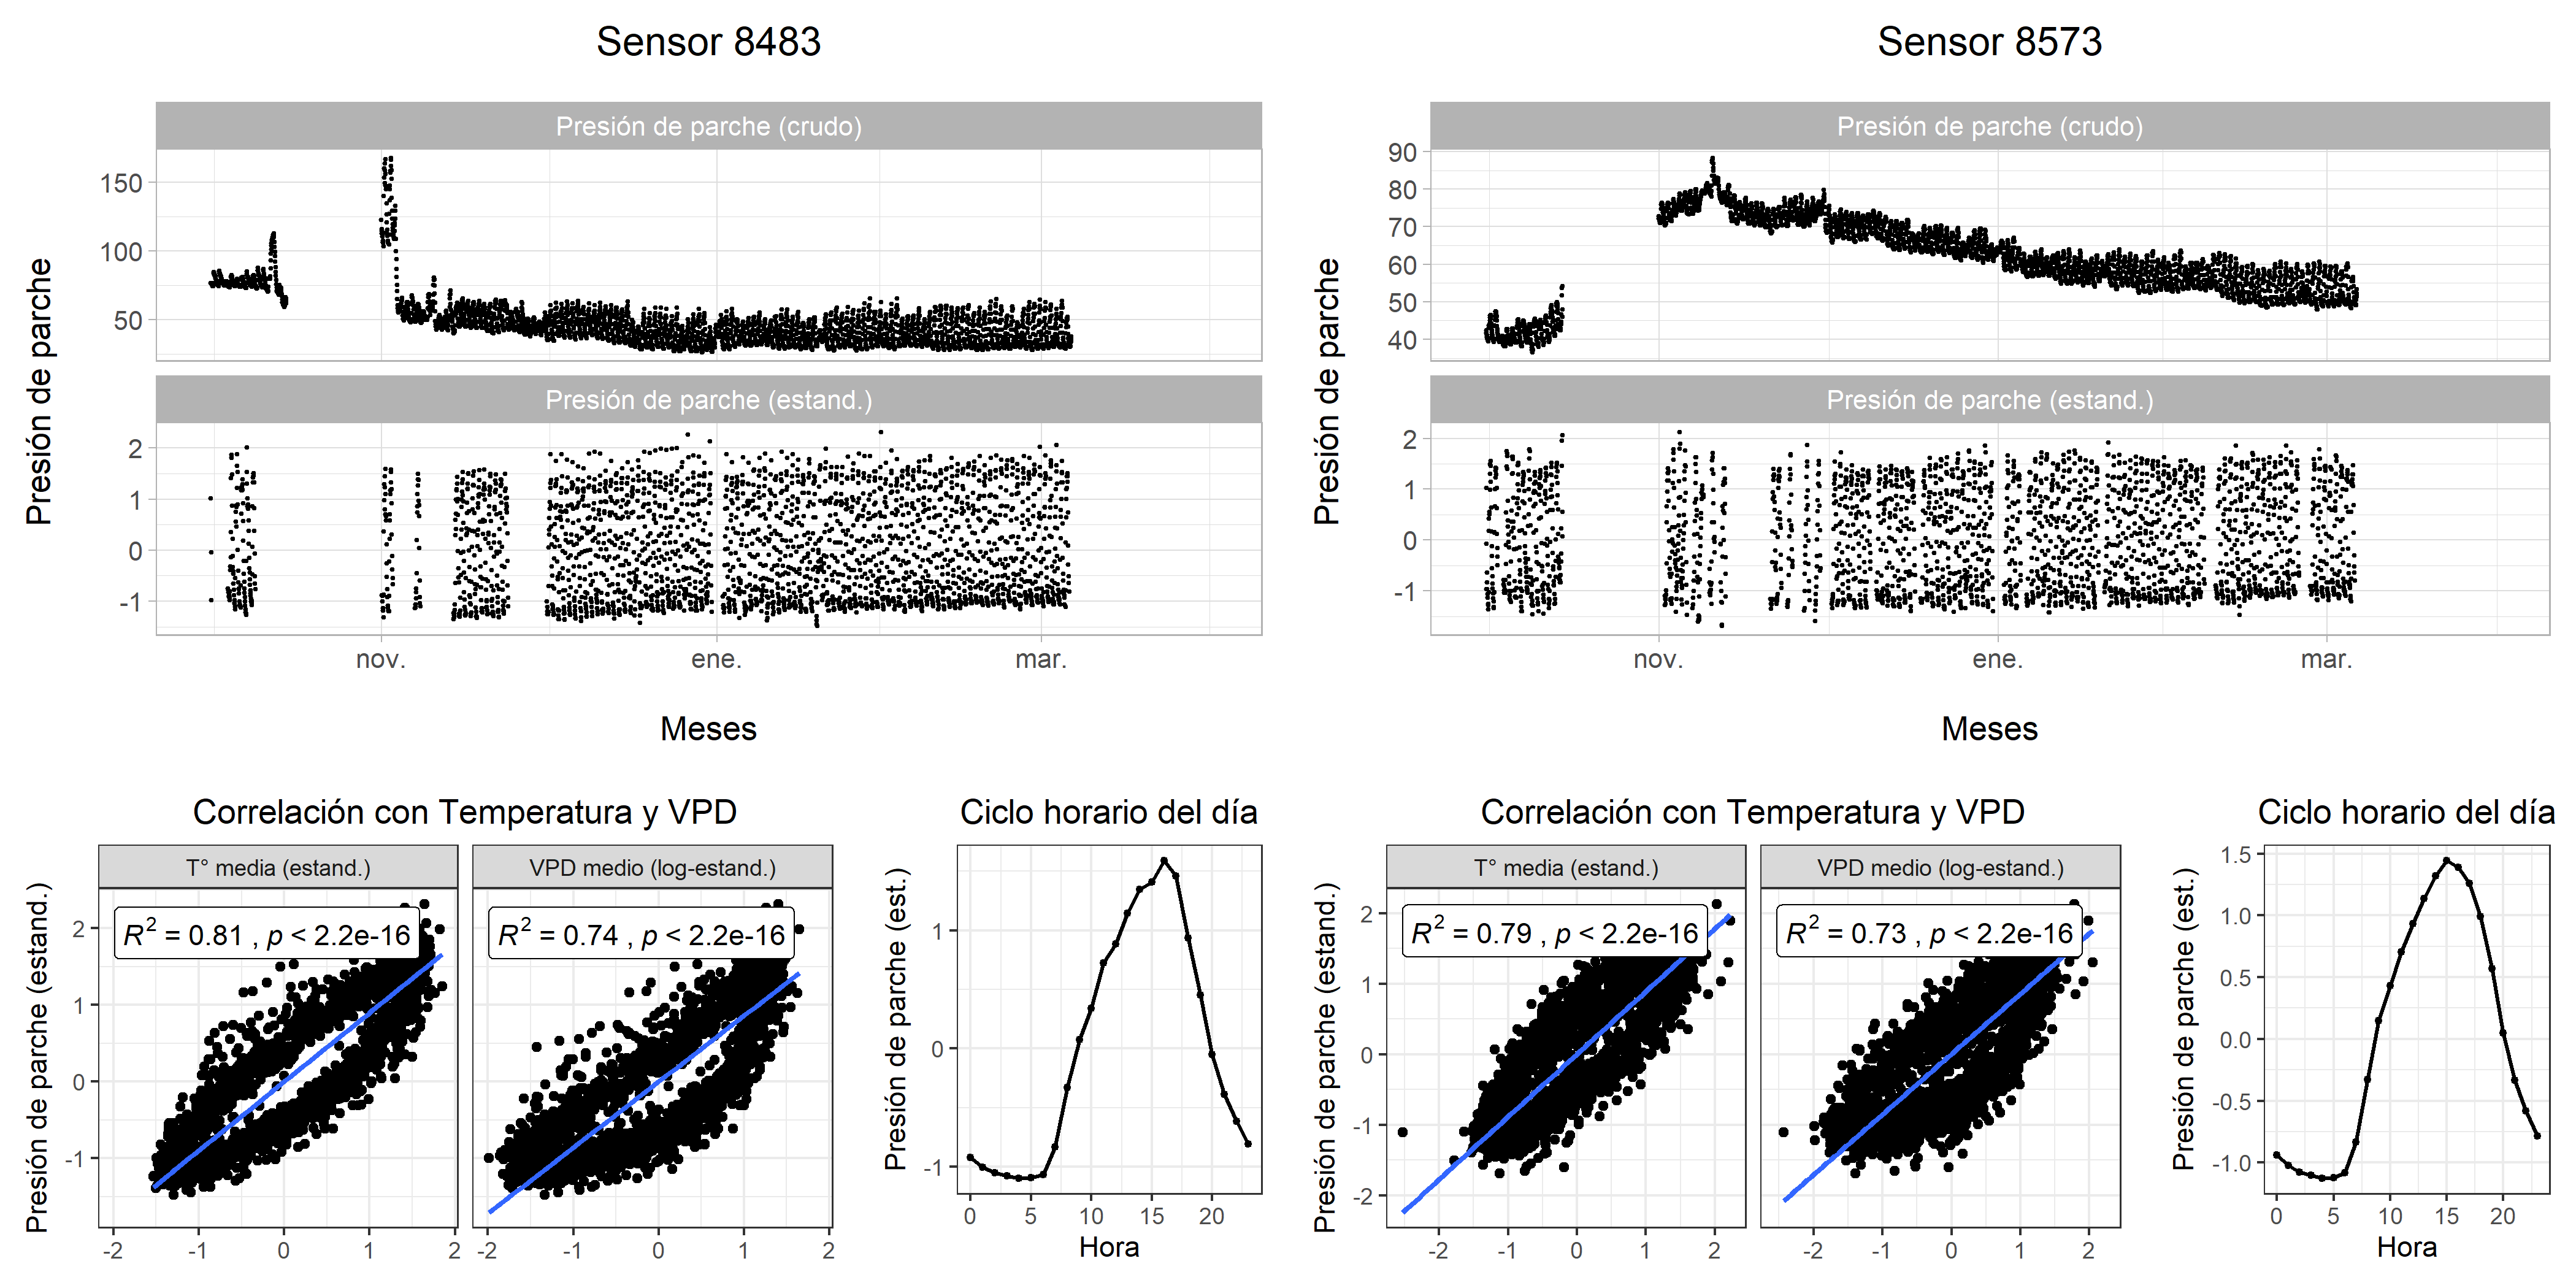 Sensor 8483
Presión de parche (crudo)
150
100
50
Presión de parche (estand.)
2
1
0
-1
Presión de parche
nov.
ene.
mar.
Meses
Correlación con Temperatura y VPD
T° media (estand.)
VPD medio (log-estand.)
R² = 0.81 , p < 2.2e-16
R² = 0.74 , p < 2.2e-16
Presión de parche (estand.)
2
1
0
-1
-2
-1
0
1
2
-2
-1
0
1
2
Ciclo horario del día
Presión de parche (est.)
1
0
-1
0
5
10
15
20
Hora
Sensor 8573
Presión de parche (crudo)
90
80
70
60
50
40
Presión de parche (estand.)
2
1
0
-1
Presión de parche
nov.
ene.
mar.
Meses
Correlación con Temperatura y VPD
T° media (estand.)
VPD medio (log-estand.)
R² = 0.79 , p < 2.2e-16
R² = 0.73 , p < 2.2e-16
Presión de parche (estand.)
2
1
0
-1
-2
-2
-1
0
1
2
-2
-1
0
1
2
Ciclo horario del día
Presión de parche (est.)
1.5
1.0
0.5
0.0
-0.5
-1.0
0
5
10
15
20
Hora